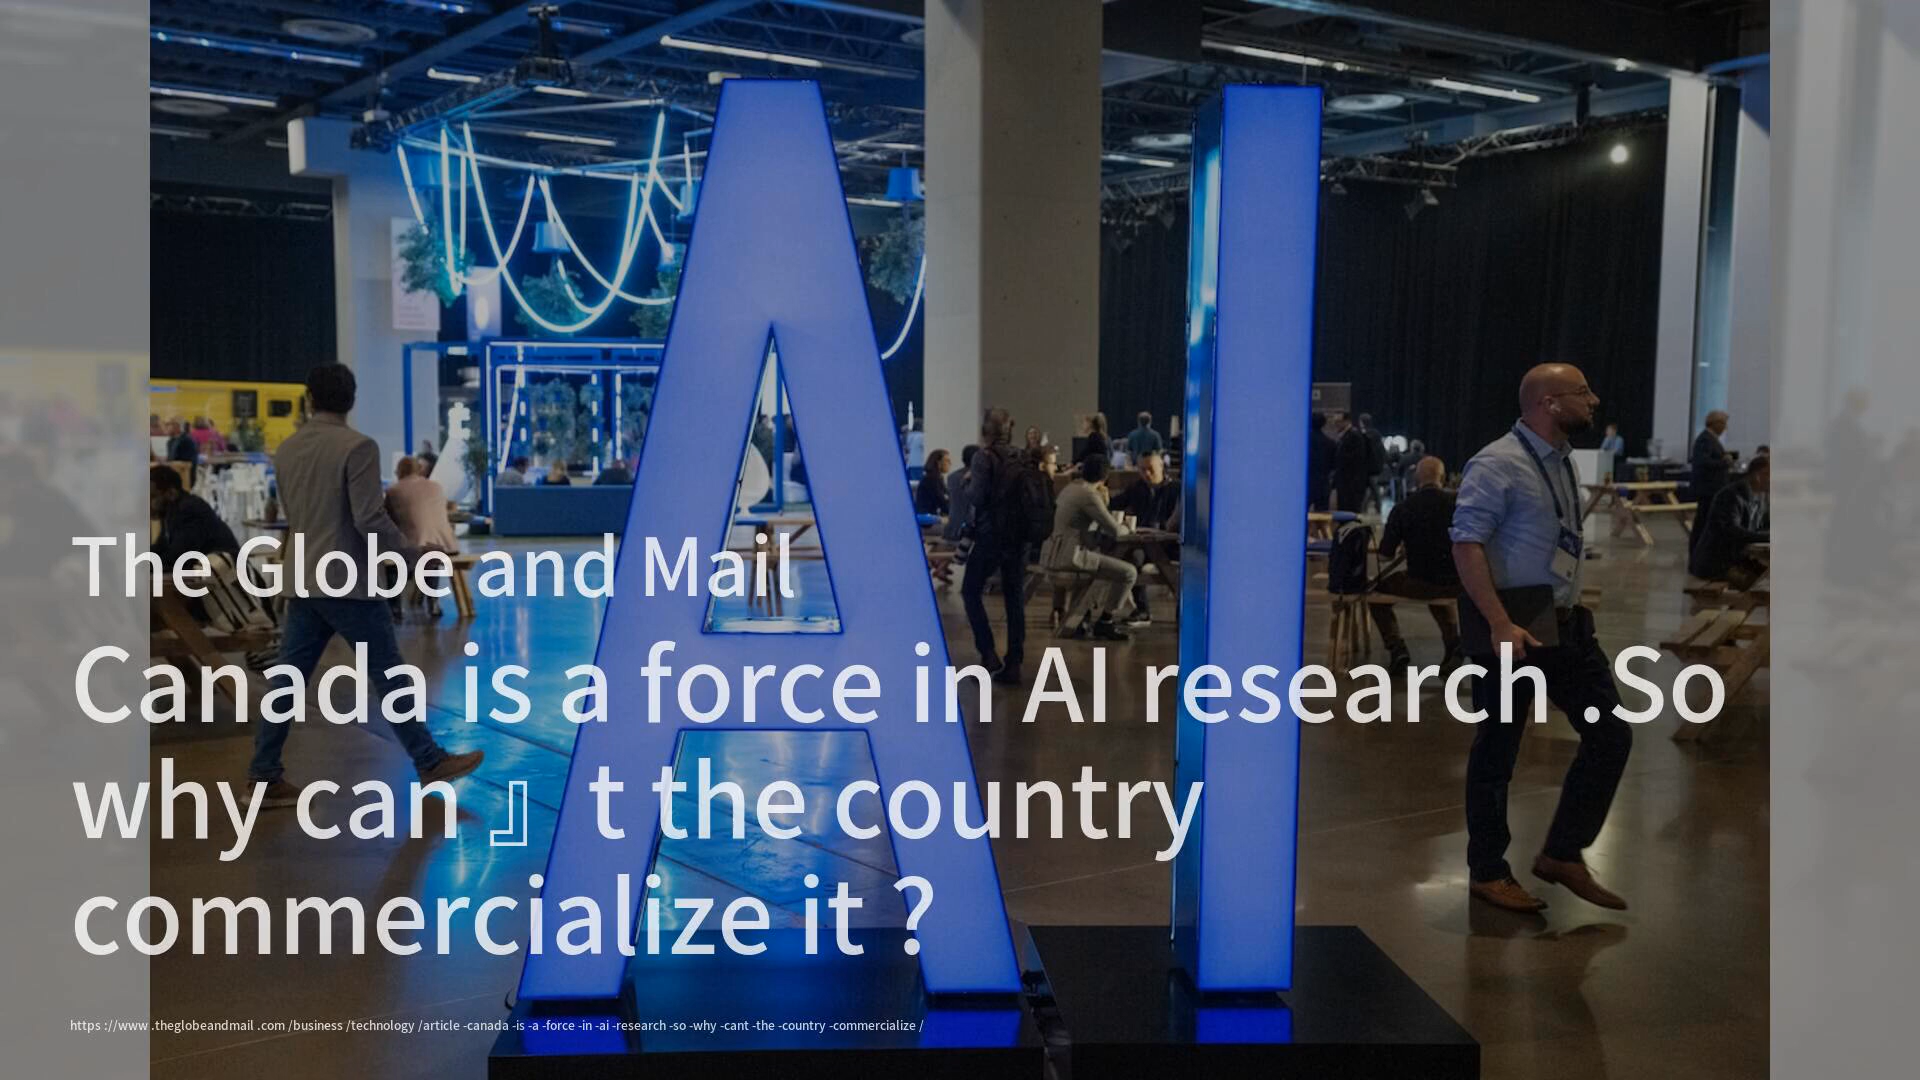 The Globe and Mail
Canada is a force in AI research .So
why can 』 t the country
commercialize it ?
https ://www .theglobeandmail .com /business /technology /article -canada -is -a -force -in -ai -research -so -why -cant -the -country -commercialize /
AI